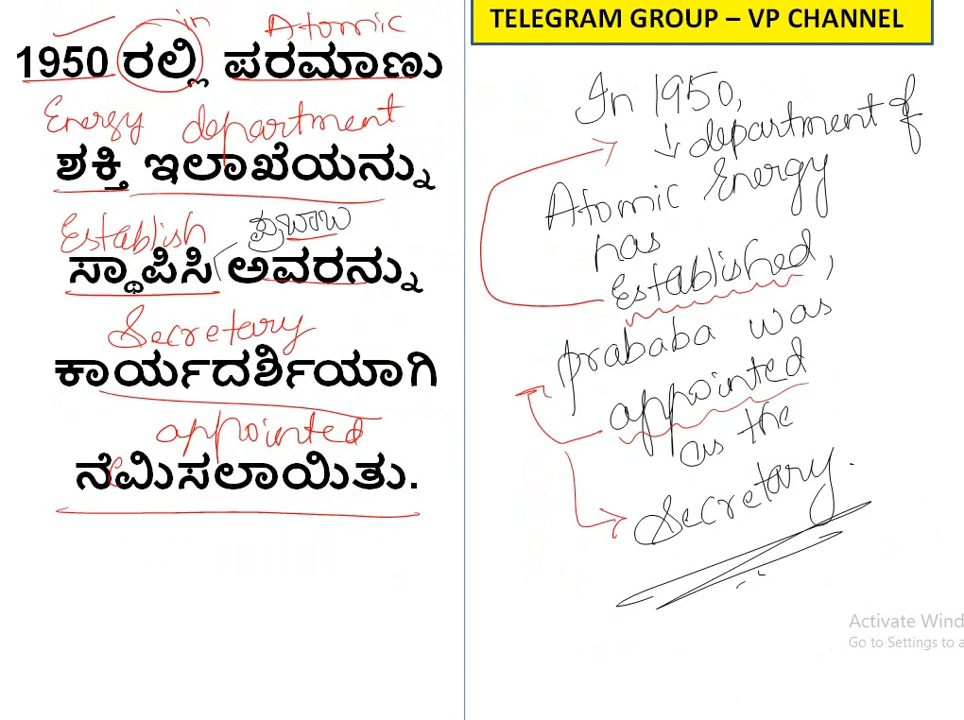 in Atomic
1950 ರಲ್ಲಿ ಪರಮಾಣು
Energy department
ಶಕ್ತಿ ಇಲಾಖೆಯನ್ನು
Establish ಪ್ರಬಾಬ
ಸ್ಥಾಪಿಸಿ ಅವರನ್ನು
Secretary
ಕಾರ್ಯದರ್ಶಿಯಾಗಿ
appointed
ನೆಮಿಸಲಾಯಿತು.
TELEGRAM GROUP – VP CHANNEL
In 1950,
department of
Atomic Energy
has
Established,
prababa was
appointed
as the
Secretary.
Activate Wind
Go to Settings to a